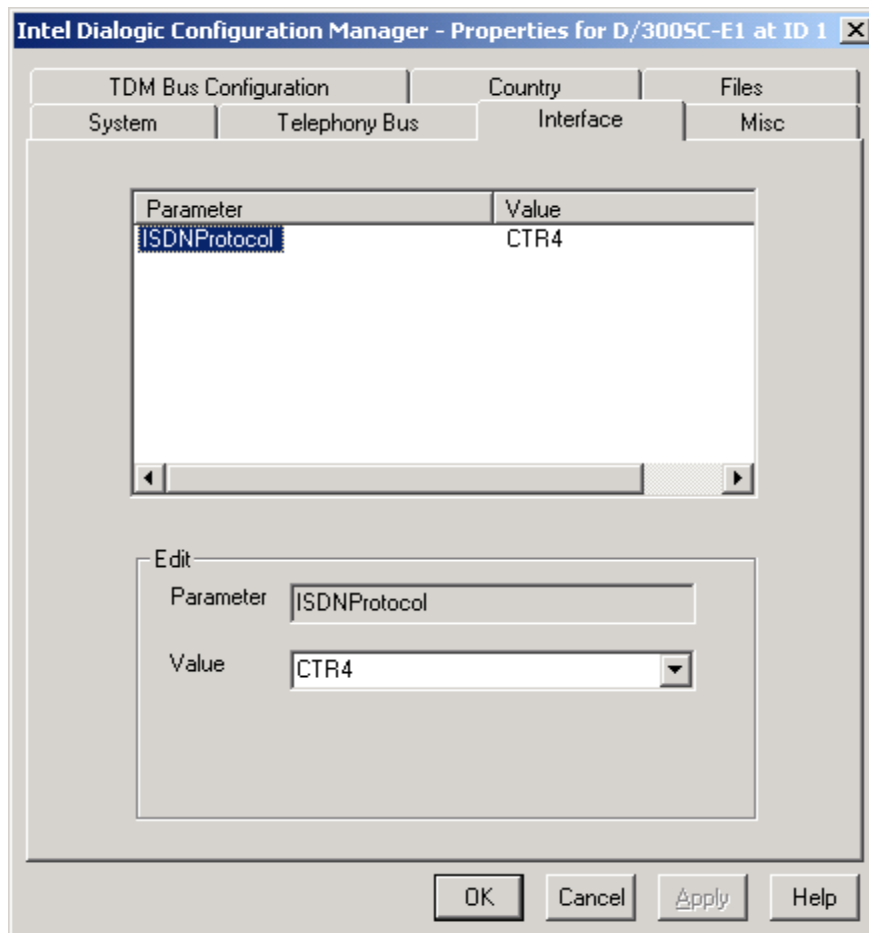 Intel Dialogic Configuration Manager - Properties for D/300SC-E1 at ID 1
TDM Bus Configuration Country Files
System Telephony Bus Interface Misc
Parameter Value
ISDNProtocol CTR4
Edit
Parameter ISDNProtocol
Value CTR4
OK Cancel Apply Help